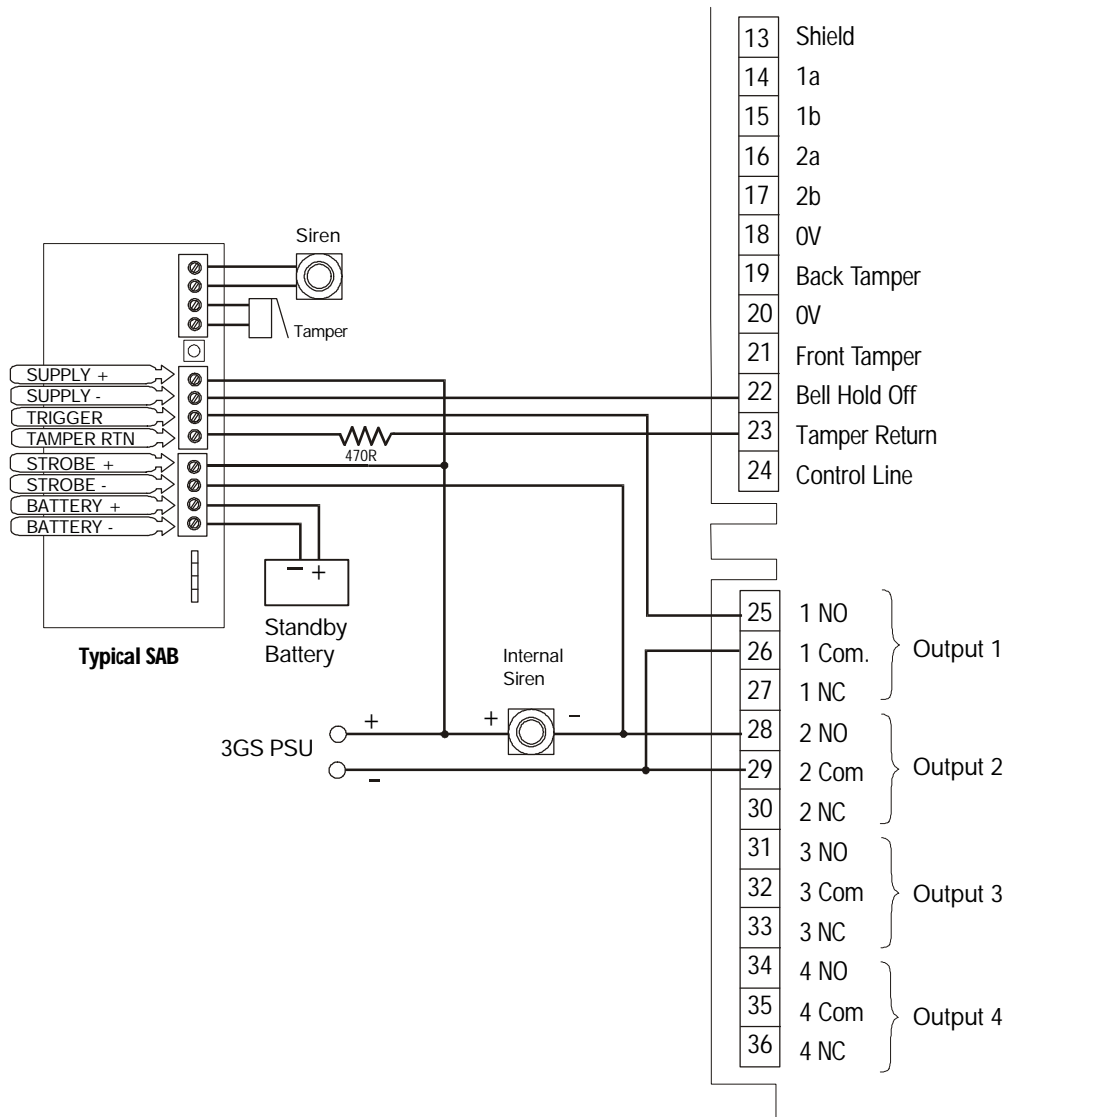 13 Shield
14 1a
15 1b
16 2a
17 2b
18 0V
19 Back Tamper
20 0V
21 Front Tamper
22 Bell Hold Off
23 Tamper Return
24 Control Line
Siren
Tamper
SUPPLY +
SUPPLY -
TRIGGER
TAMPER RTN
STROBE +
STROBE -
BATTERY +
BATTERY -
470R
− +
Standby
Battery
Typical SAB
Internal
Siren
+ −
3GS PSU
+
−
25 1 NO
26 1 Com.
27 1 NC
Output 1
28 2 NO
29 2 Com
30 2 NC
Output 2
31 3 NO
32 3 Com
33 3 NC
Output 3
34 4 NO
35 4 Com
36 4 NC
Output 4